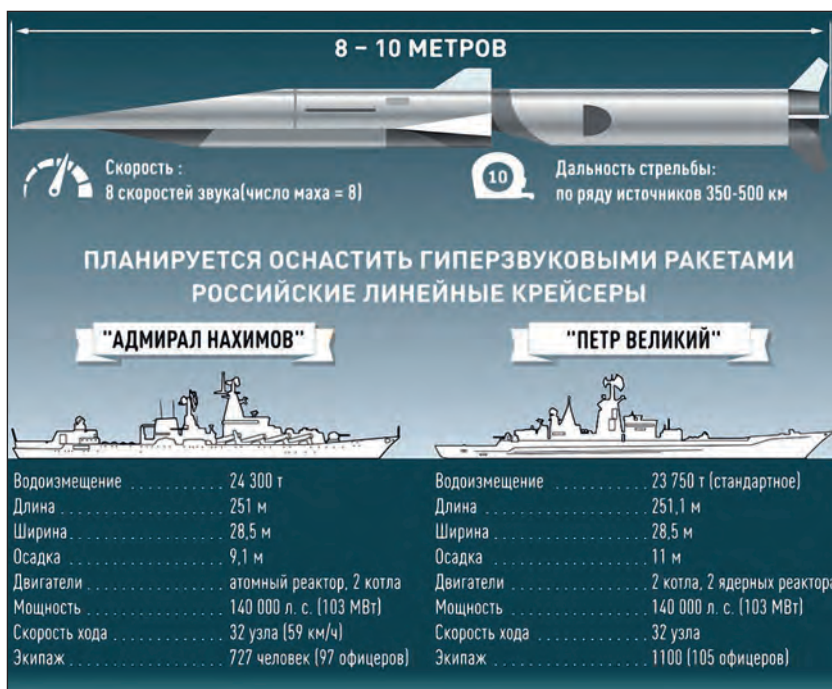 8 – 10 МЕТРОВ
Скорость :
8 скоростей звука(число маха = 8)
10
Дальность стрельбы:
по ряду источников 350-500 км
ПЛАНИРУЕТСЯ ОСНАСТИТЬ ГИПЕРЗВУКОВЫМИ РАКЕТАМИ
РОССИЙСКИЕ ЛИНЕЙНЫЕ КРЕЙСЕРЫ
"АДМИРАЛ НАХИМОВ"
Водоизмещение . . . . . . . . . . . 24 300 т
Длина . . . . . . . . . . . . . . . . . . . 251 м
Ширина . . . . . . . . . . . . . . . . . 28,5 м
Осадка . . . . . . . . . . . . . . . . . . 9,1 м
Двигатели . . . . . . . . . . . . . . . атомный реактор, 2 котла
Мощность . . . . . . . . . . . . . . . 140 000 л. с. (103 МВт)
Скорость хода . . . . . . . . . . . . 32 узла (59 км/ч)
Экипаж . . . . . . . . . . . . . . . . . 727 человек (97 офицеров)
"ПЕТР ВЕЛИКИЙ"
Водоизмещение . . . . . . . . . . . 23 750 т (стандартное)
Длина . . . . . . . . . . . . . . . . . . . 251,1 м
Ширина . . . . . . . . . . . . . . . . . 28,5 м
Осадка . . . . . . . . . . . . . . . . . . 11 м
Двигатели . . . . . . . . . . . . . . . 2 котла, 2 ядерных реактора
Мощность . . . . . . . . . . . . . . . 140 000 л. с. (103 МВт)
Скорость хода . . . . . . . . . . . . 32 узла
Экипаж . . . . . . . . . . . . . . . . . 1100 (105 офицеров)